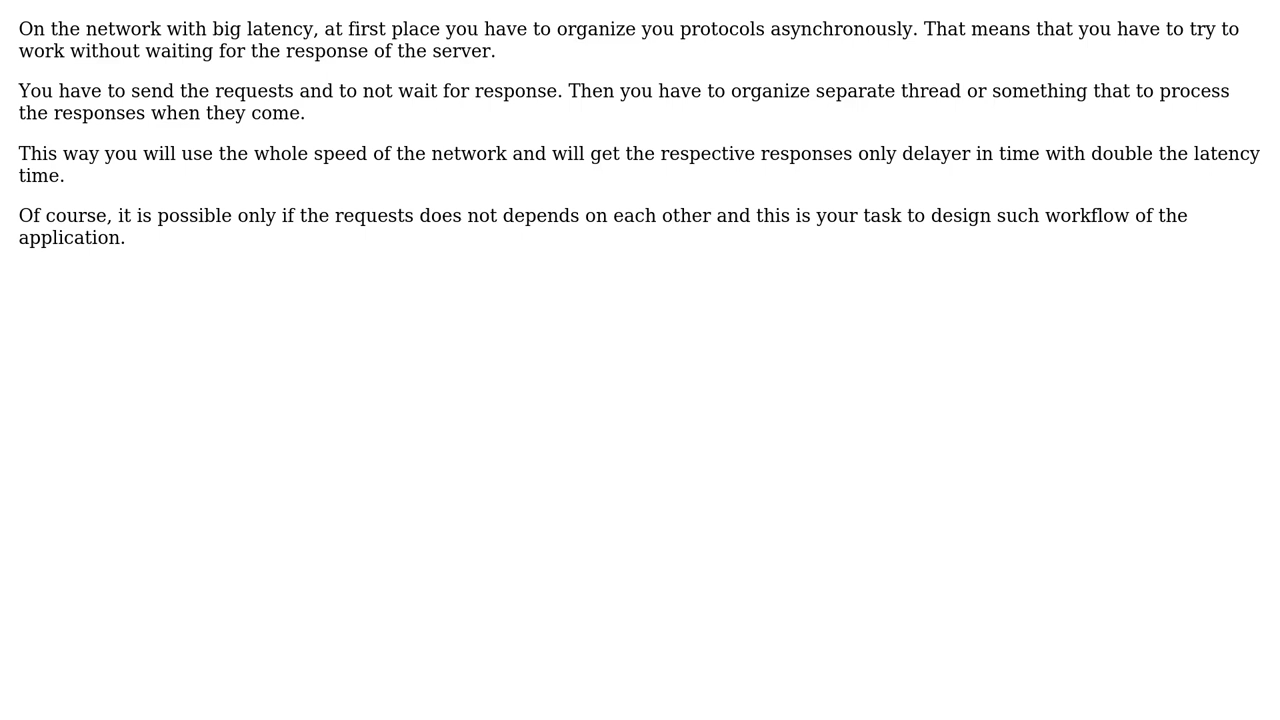 On the network with big latency, at first place you have to organize you protocols asynchronously. That means that you have to try to
work without waiting for the response of the server.
You have to send the requests and to not wait for response. Then you have to organize separate thread or something that to process
the responses when they come.
This way you will use the whole speed of the network and will get the respective responses only delayer in time with double the latency
time.
Of course, it is possible only if the requests does not depends on each other and this is your task to design such workflow of the
application.